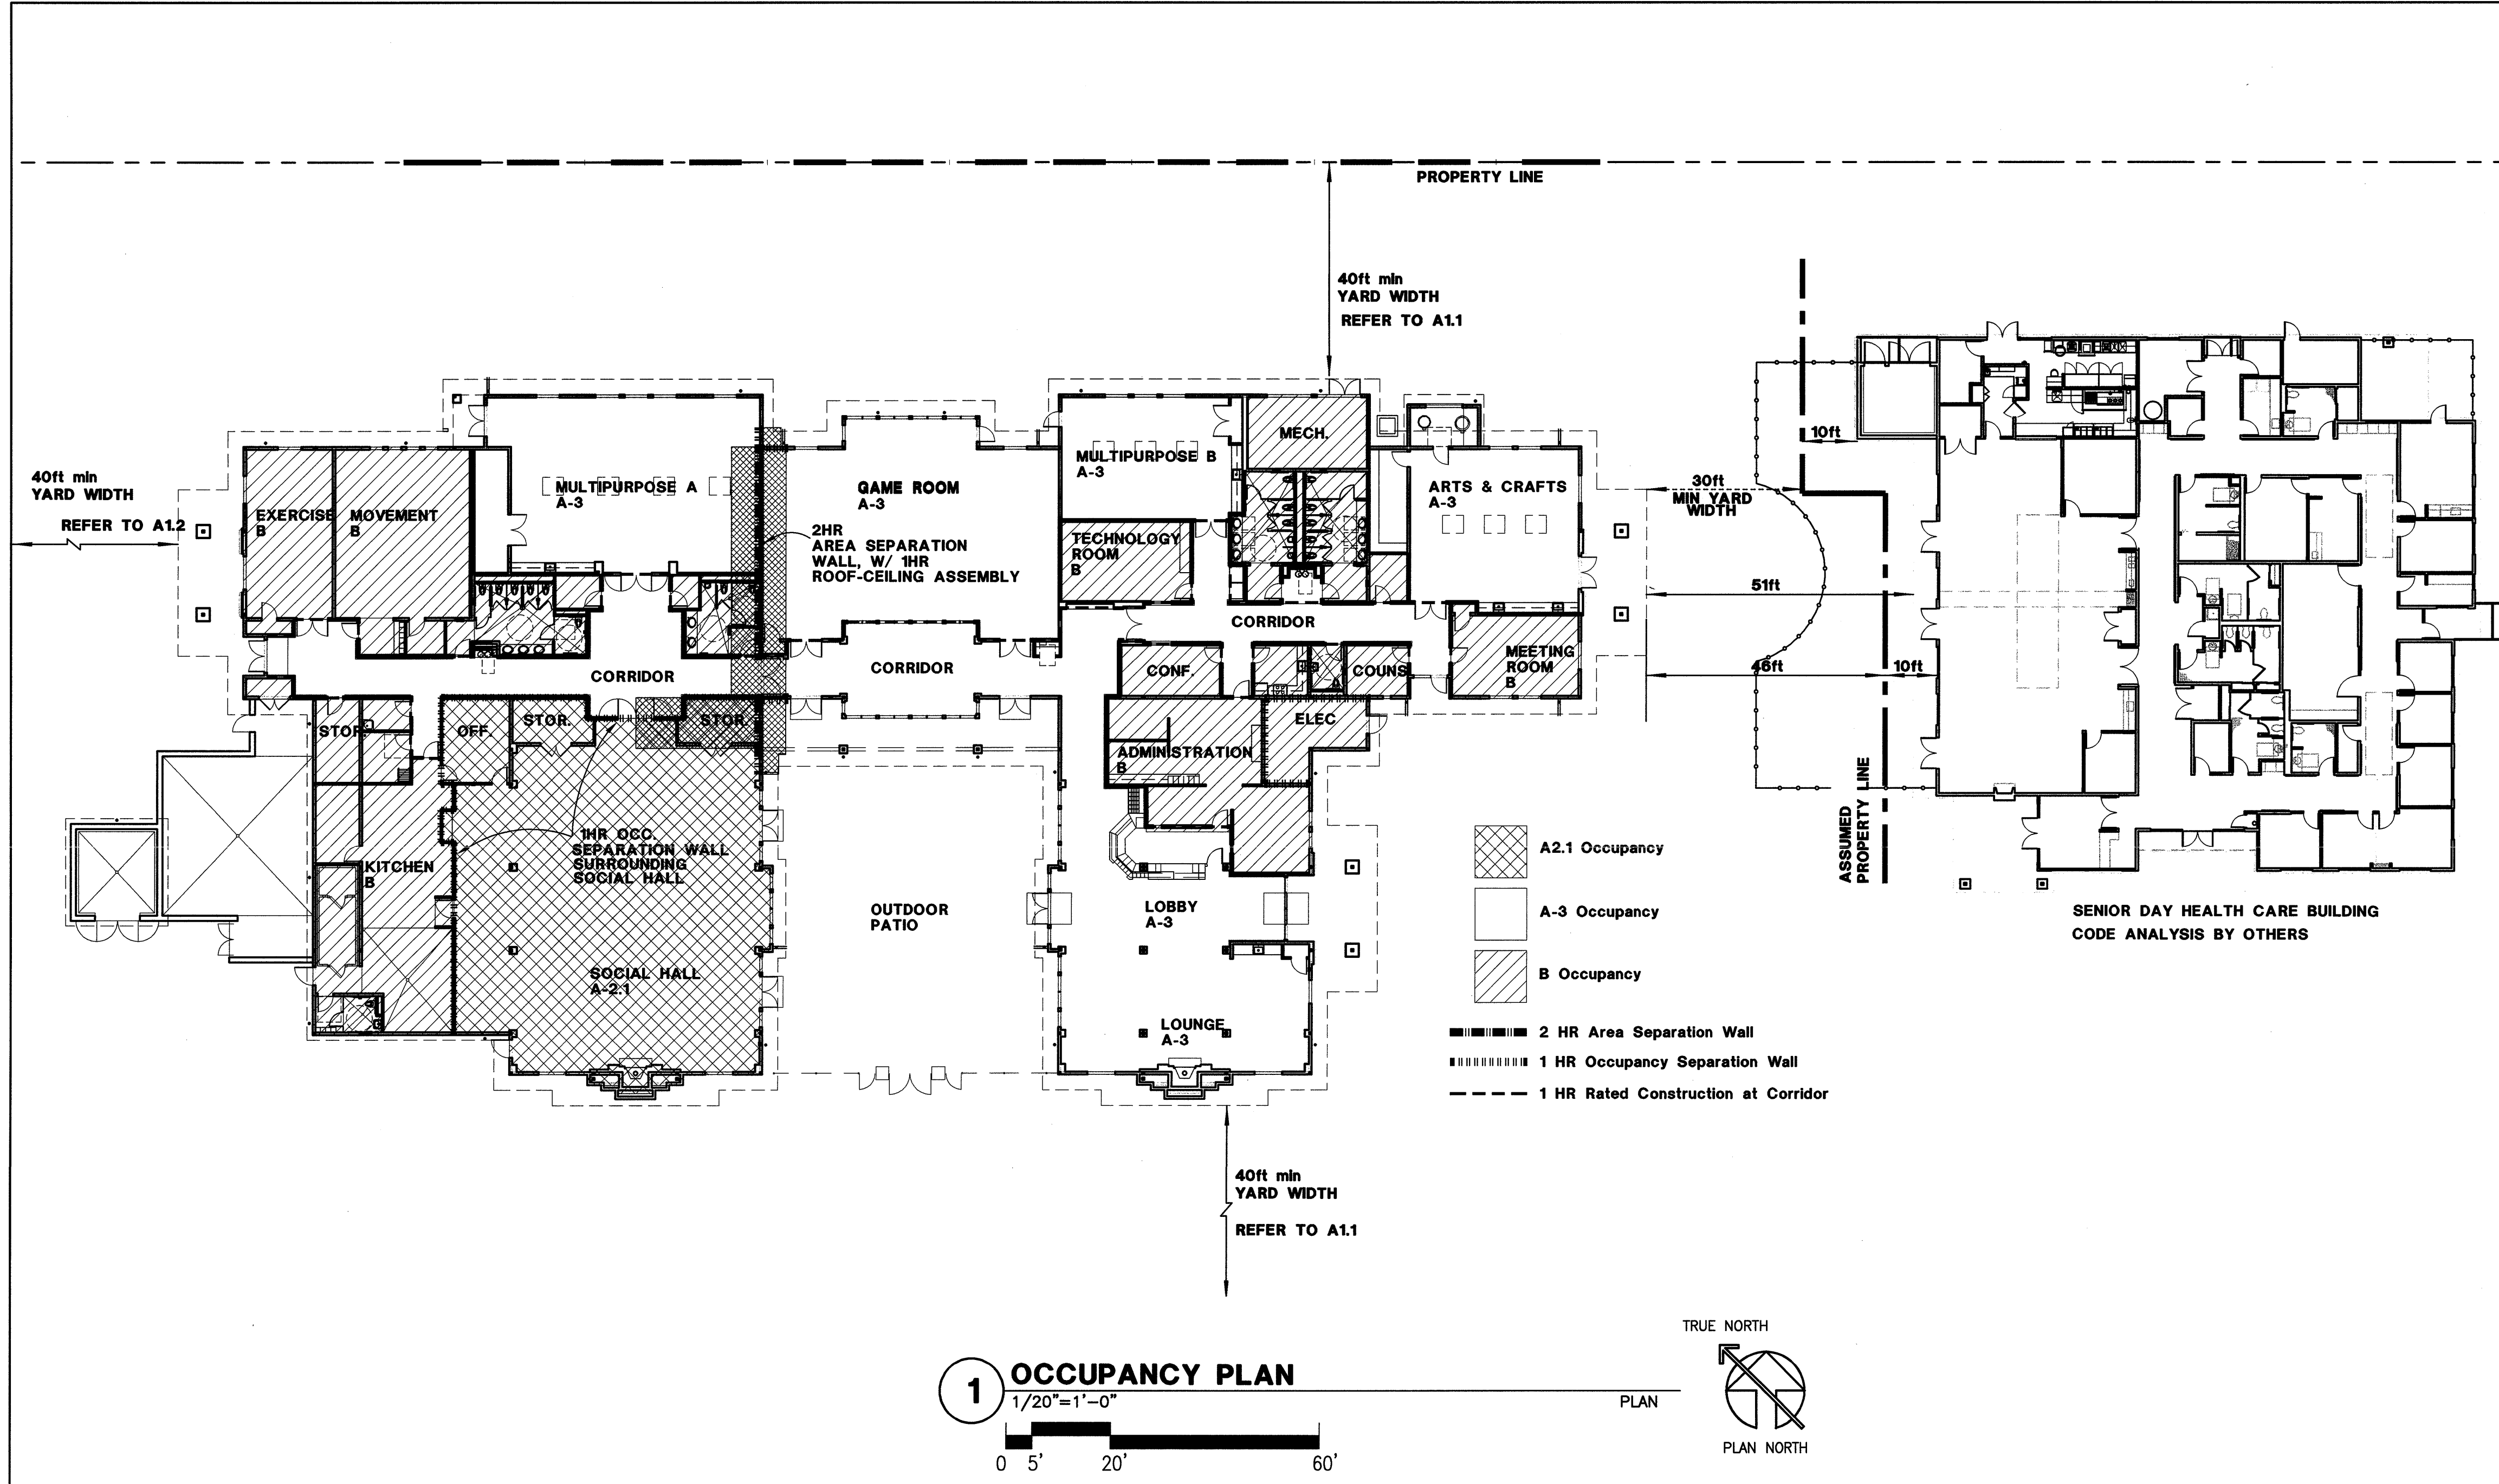 PROPERTY LINE
40ft min
YARD WIDTH
REFER TO A1.1
40ft min
YARD WIDTH
REFER TO A1.2
EXERCISE
B
MOVEMENT
B
MULTIPURPOSE A
A-3
GAME ROOM
A-3
2HR
AREA SEPARATION
WALL, W/ 1HR
ROOF-CEILING ASSEMBLY
MULTIPURPOSE B
A-3
MECH.
TECHNOLOGY
ROOM
B
ARTS & CRAFTS
A-3
30ft
MIN YARD
WIDTH
10ft
51ft
46ft
10ft
CORRIDOR
CORRIDOR
CORRIDOR
CONF.
COUNS
MEETING
ROOM
B
STOR.
OFF.
STOR.
STOR.
ELEC
ADMINISTRATION
B
1HR OCC.
SEPARATION WALL
SURROUNDING
SOCIAL HALL
KITCHEN
B
SOCIAL HALL
A-2.1
OUTDOOR
PATIO
LOBBY
A-3
LOUNGE
A-3
ASSUMED
PROPERTY LINE
A2.1 Occupancy
A-3 Occupancy
B Occupancy
2 HR Area Separation Wall
1 HR Occupancy Separation Wall
1 HR Rated Construction at Corridor
SENIOR DAY HEALTH CARE BUILDING
CODE ANALYSIS BY OTHERS
40ft min
YARD WIDTH
REFER TO A1.1
1
OCCUPANCY PLAN
1/20"=1'-0"
PLAN
0 5' 20' 60'
TRUE NORTH
PLAN NORTH